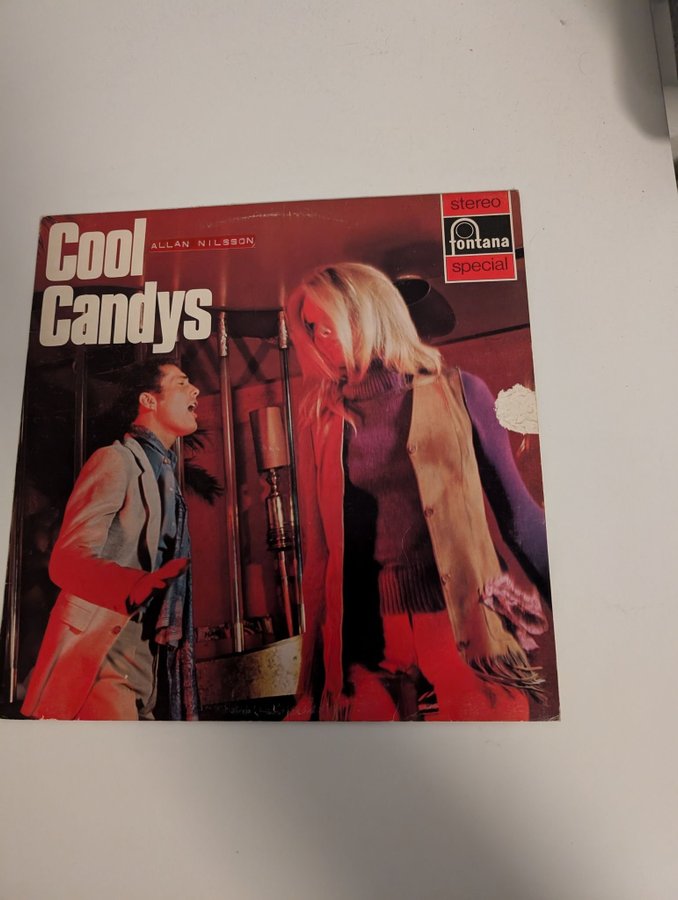 Cool
ALLAN NILSSON
Candys
stereo
fontana
special